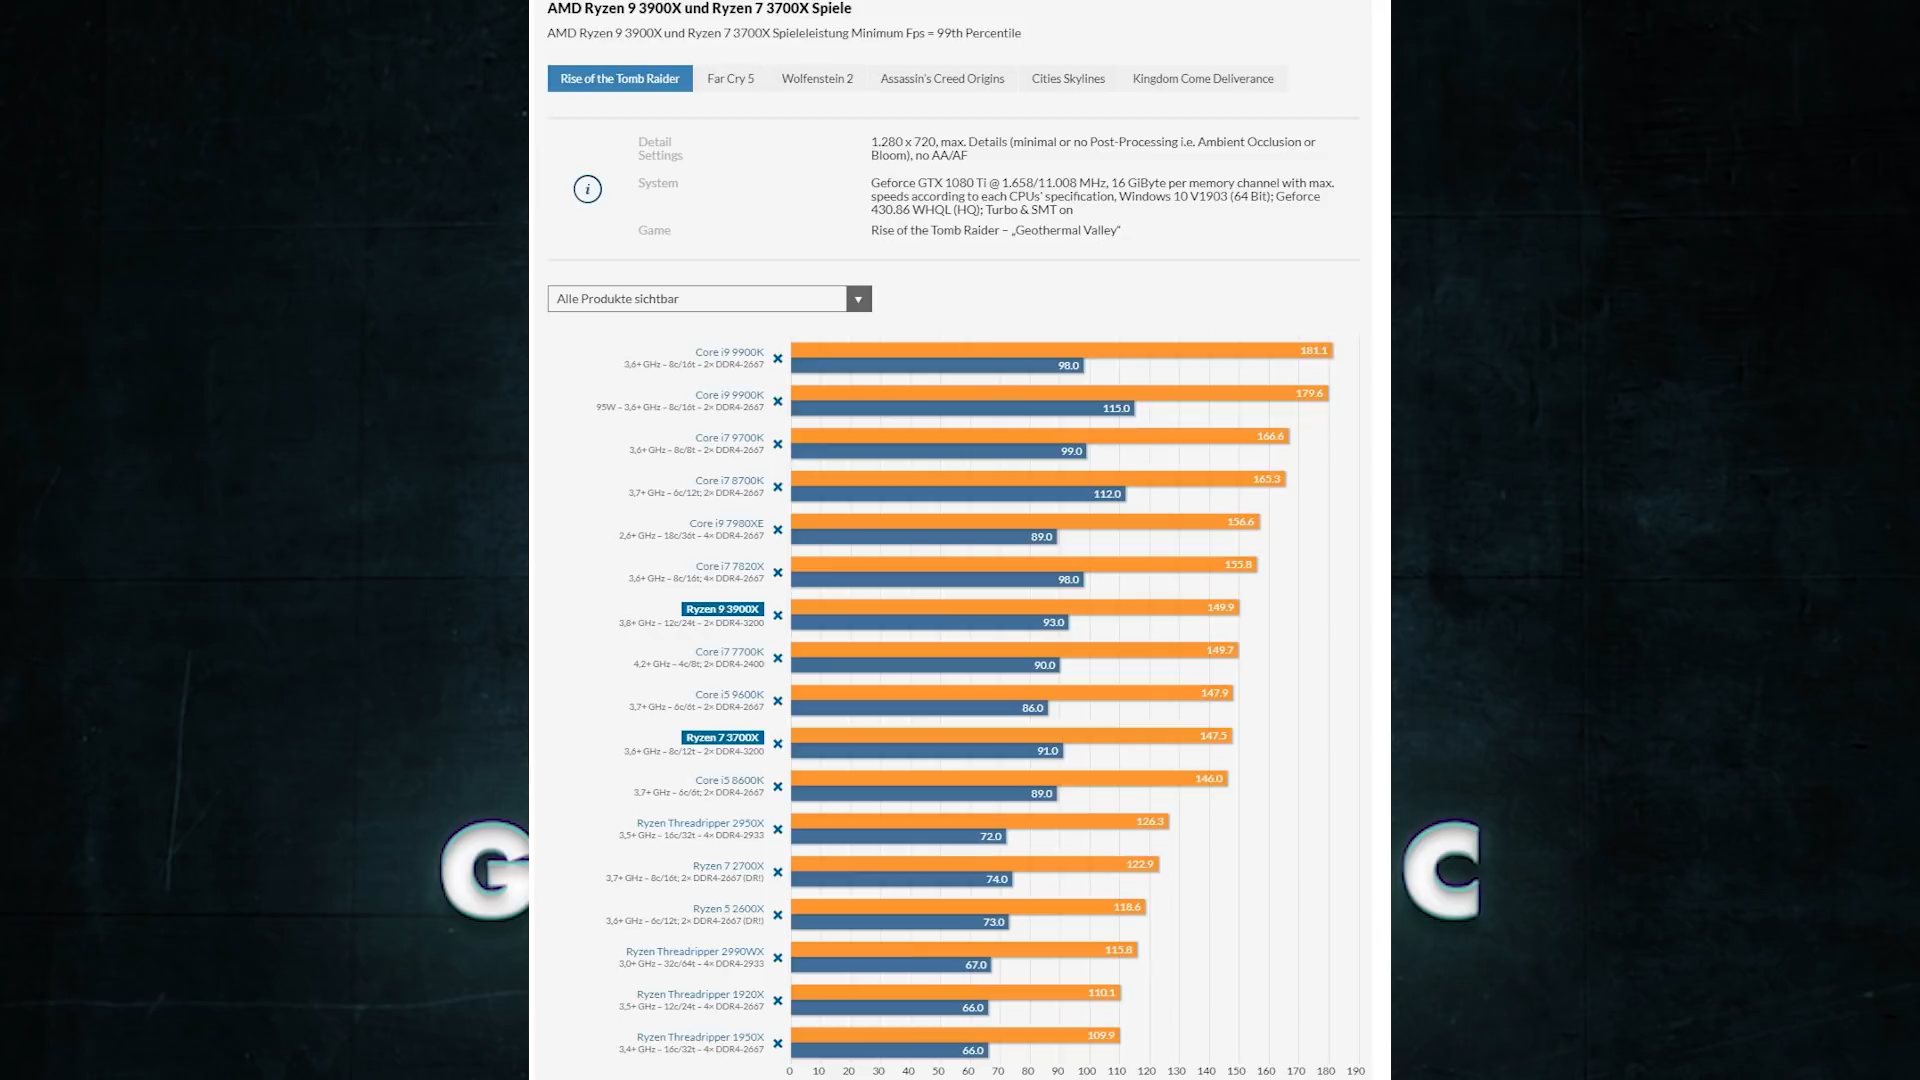 AMD Ryzen 9 3900X und Ryzen 7 3700X Spiele
AMD Ryzen 9 3900X und Ryzen 7 3700X Spieleleistung Minimum Fps = 99th Percentile
Rise of the Tomb Raider Far Cry 5 Wolfenstein 2 Assassin's Creed Origins Cities Skylines Kingdom Come Deliverance
Detail Settings
1.280 x 720, max. Details (minimal or no Post-Processing i.e. Ambient Occlusion or
Bloom), no AA/AF
System
Geforce GTX 1080 Ti @ 1.658/11.008 MHz, 16 GiByte per memory channel with max.
speeds according to each CPUs' specification, Windows 10 V1903 (64 Bit); Geforce
430.86 WHQL (HQ); Turbo & SMT on
Game
Rise of the Tomb Raider – „Geothermal Valley“
i
Alle Produkte sichtbar
Core i9 9900K 181.1
3,6+ GHz – 8c/16t – 2× DDR4-2667 98.0
Core i9 9900K 179.6
95W – 3,6+ GHz – 8c/16t – 2× DDR4-2667 115.0
Core i7 9700K 166.6
3,6+ GHz – 8c/8t – 2× DDR4-2667 99.0
Core i7 8700K 165.3
3,7+ GHz – 6c/12t; 2× DDR4-2667 112.0
Core i9 7980XE 156.6
2,6+ GHz – 18c/36t – 4× DDR4-2667 89.0
Core i7 7820X 155.8
3,6+ GHz – 8c/16t; 4× DDR4-2667 98.0
Ryzen 9 3900X 149.9
3,8+ GHz – 12c/24t – 2× DDR4-3200 93.0
Core i7 7700K 149.7
4,2+ GHz – 4c/8t; 2× DDR4-2400 90.0
Core i5 9600K 147.9
3,7+ GHz – 6c/6t – 2× DDR4-2667 86.0
Ryzen 7 3700X 147.5
3,6+ GHz – 8c/12t – 2× DDR4-3200 91.0
Core i5 8600K 146.0
3.7+ GHz – 6c/6t; 2× DDR4-2667 89.0
Ryzen Threadripper 2950X 126.3
3,5+ GHz – 16c/32t – 4× DDR4-2933 72.0
Ryzen 7 2700X 122.9
3,7+ GHz – 8c/16t; 2× DDR4-2667 (DR!) 74.0
Ryzen 5 2600X 118.6
3,6+ GHz – 6c/12t; 2× DDR4-2667 (DR!) 73.0
Ryzen Threadripper 2990WX 115.8
3,0+ GHz – 32c/64t – 4× DDR4-2933 67.0
Ryzen Threadripper 1920X 110.1
3,5+ GHz – 12c/24t – 4× DDR4-2667 66.0
Ryzen Threadripper 1950X 109.9
3,4+ GHz – 16c/32t – 4× DDR4-2667 66.0
0 10 20 30 40 50 60 70 80 90 100 110 120 130 140 150 160 170 180 190
G C